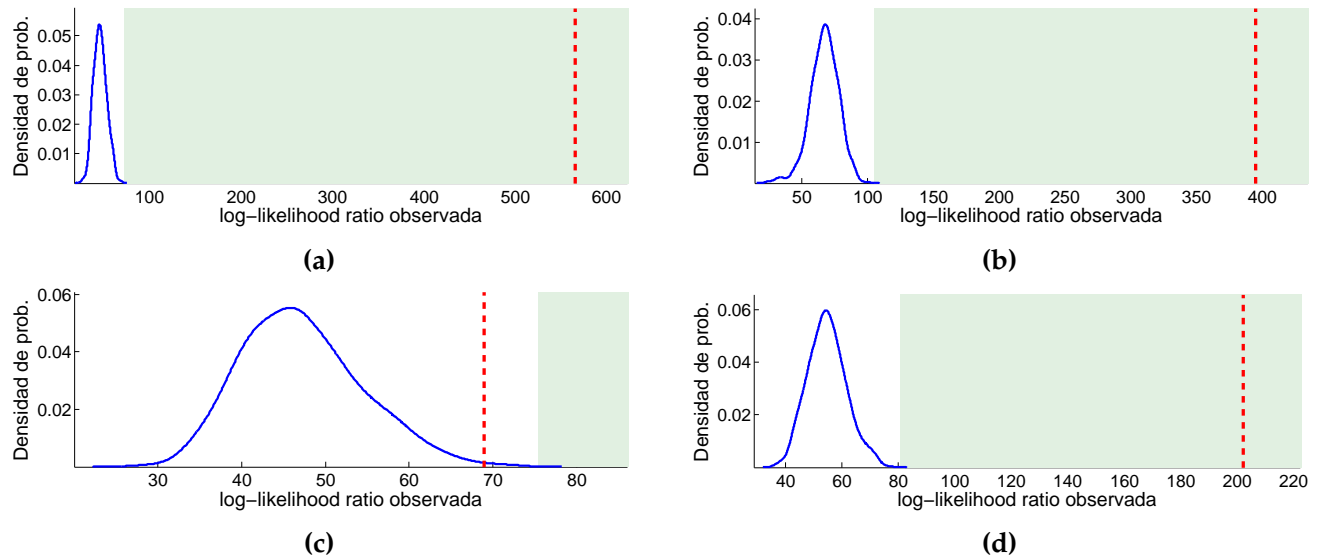 Densidad de prob.
0.05
0.04
0.03
0.02
0.01
100 200 300 400 500 600
log−likelihood ratio observada
(a)
Densidad de prob.
0.04
0.03
0.02
0.01
50 100 150 200 250 300 350 400
log−likelihood ratio observada
(b)
Densidad de prob.
0.06
0.04
0.02
30 40 50 60 70 80
log−likelihood ratio observada
(c)
Densidad de prob.
0.06
0.04
0.02
40 60 80 100 120 140 160 180 200 220
log−likelihood ratio observada
(d)